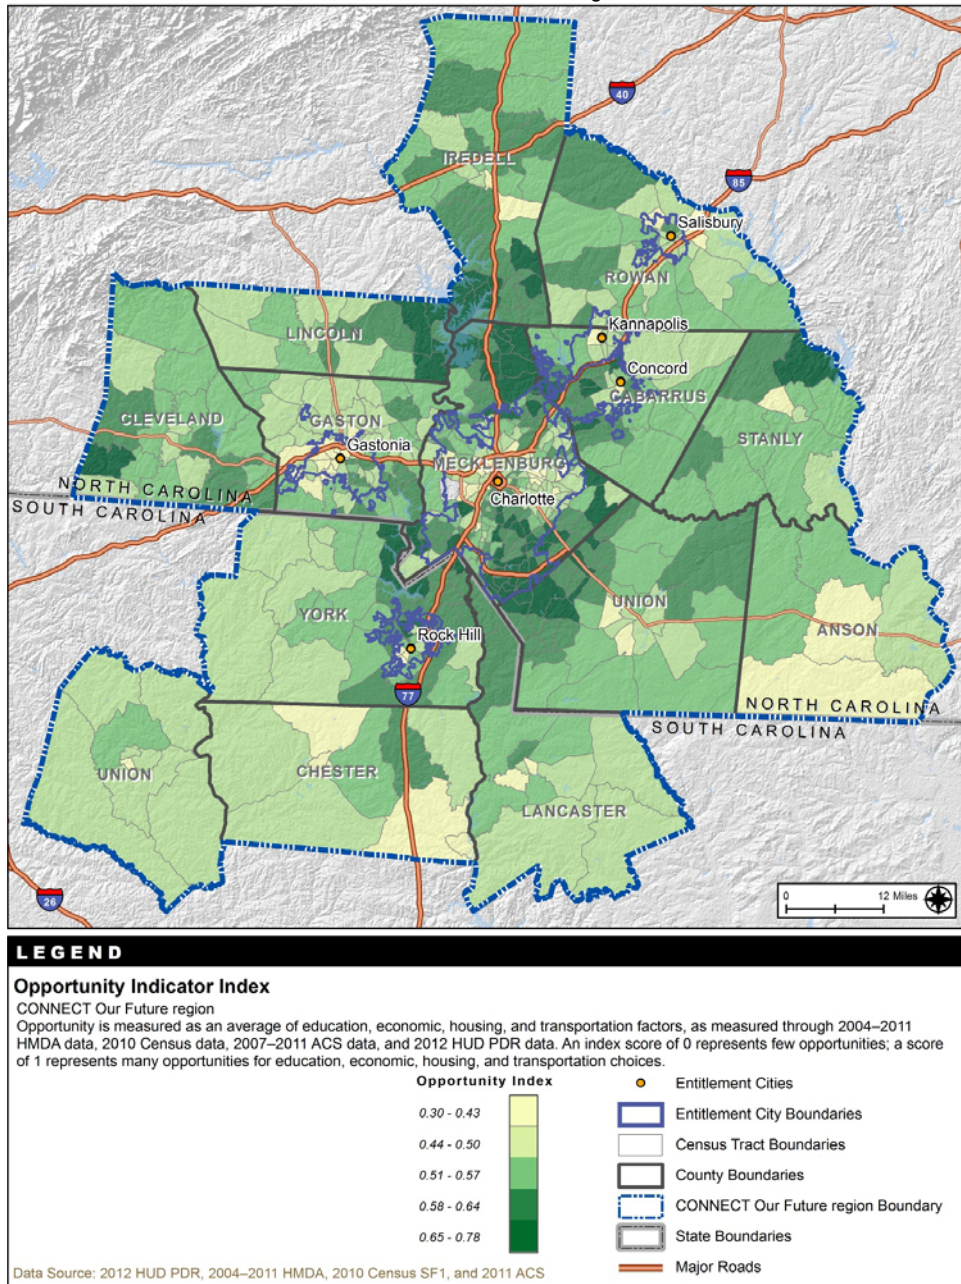 40
IREDELL
85
Salisbury
ROWAN
Kannapolis
LINCOLN
Concord
CABARRUS
CLEVELAND
GASTON
STANLY
Gastonia
MECKLENBURG
Charlotte
NORTH CAROLINA
SOUTH CAROLINA
YORK
UNION
ANSON
Rock Hill
77
NORTH CAROLINA
SOUTH CAROLINA
UNION
CHESTER
LANCASTER
26
0 12 Miles
LEGEND
Opportunity Indicator Index
CONNECT Our Future region
Opportunity is measured as an average of education, economic, housing, and transportation factors, as measured through 2004–2011
HMDA data, 2010 Census data, 2007–2011 ACS data, and 2012 HUD PDR data. An index score of 0 represents few opportunities; a score
of 1 represents many opportunities for education, economic, housing, and transportation choices.
Opportunity Index
0.30 - 0.43
0.44 - 0.50
0.51 - 0.57
0.58 - 0.64
0.65 - 0.78
Entitlement Cities
Entitlement City Boundaries
Census Tract Boundaries
County Boundaries
CONNECT Our Future region Boundary
State Boundaries
Major Roads
Data Source: 2012 HUD PDR, 2004–2011 HMDA, 2010 Census SF1, and 2011 ACS